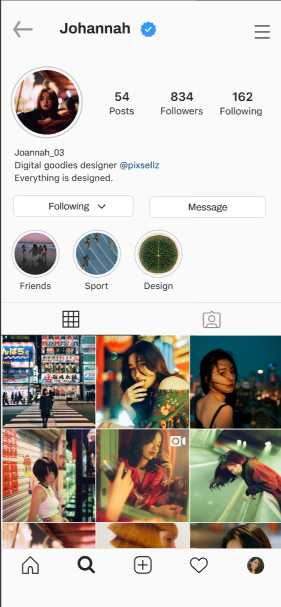 Johannah
54 834 162
Posts Followers Following
Joannah_03
Digital goodies designer @pixsellz
Everything is designed.
Following Message
Friends Sport Design